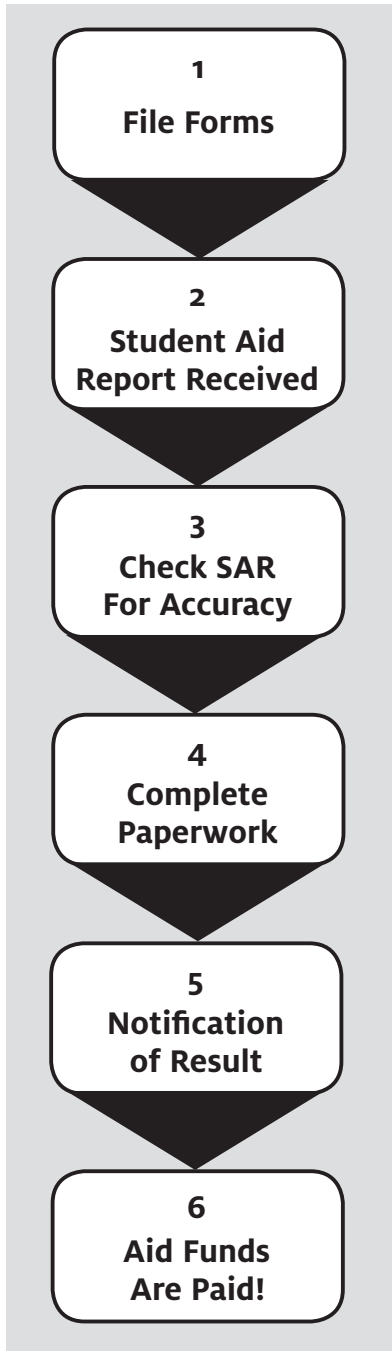 1
File Forms
2
Student Aid
Report Received
3
Check SAR
For Accuracy
4
Complete
Paperwork
5
Notification
of Result
6
Aid Funds
Are Paid!